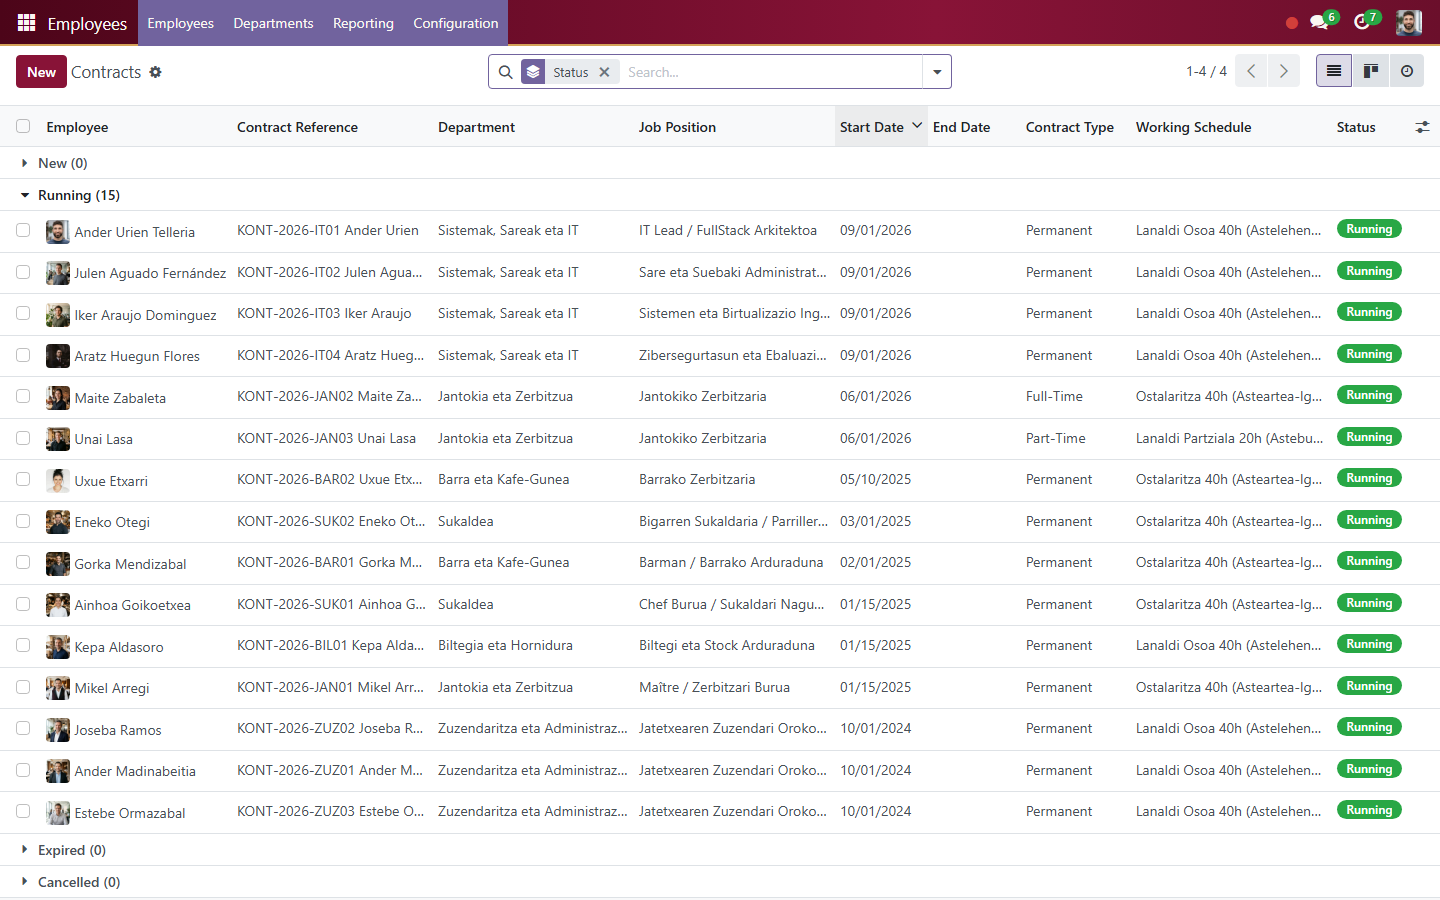 Employees Employees Departments Reporting Configuration 6 7
New Contracts Status Search... 1-4 / 4
Employee Contract Reference Department Job Position Start Date End Date Contract Type Working Schedule Status
New (0)
Running (15)
Ander Urien Telleria KONT-2026-IT01 Ander Urien Sistemak, Sareak eta IT IT Lead / FullStack Arkitektoa 09/01/2026 Permanent Lanaldi Osoa 40h (Astelehen... Running
Julen Aguado Fernández KONT-2026-IT02 Julen Agua... Sistemak, Sareak eta IT Sare eta Suebaki Administrat... 09/01/2026 Permanent Lanaldi Osoa 40h (Astelehen... Running
Iker Araujo Dominguez KONT-2026-IT03 Iker Araujo Sistemak, Sareak eta IT Sistemen eta Birtualizazio Ing... 09/01/2026 Permanent Lanaldi Osoa 40h (Astelehen... Running
Aratz Huegun Flores KONT-2026-IT04 Aratz Hueg... Sistemak, Sareak eta IT Zibersegurtasun eta Ebaluazi... 09/01/2026 Permanent Lanaldi Osoa 40h (Astelehen... Running
Maite Zabaleta KONT-2026-JAN02 Maite Za... Jantokia eta Zerbitzua Jantokiko Zerbitzaria 06/01/2026 Full-Time Ostalaritza 40h (Asteartea-Ig... Running
Unai Lasa KONT-2026-JAN03 Unai Lasa Jantokia eta Zerbitzua Jantokiko Zerbitzaria 06/01/2026 Part-Time Lanaldi Partziala 20h (Astebu... Running
Uxue Etxarri KONT-2026-BAR02 Uxue Etx... Barra eta Kafe-Gunea Barrako Zerbitzaria 05/10/2025 Permanent Ostalaritza 40h (Asteartea-Ig... Running
Eneko Otegi KONT-2026-SUK02 Eneko Ot... Sukaldea Bigarren Sukaldaria / Parriller... 03/01/2025 Permanent Ostalaritza 40h (Asteartea-Ig... Running
Gorka Mendizabal KONT-2026-BAR01 Gorka M... Barra eta Kafe-Gunea Barman / Barrako Arduraduna 02/01/2025 Permanent Ostalaritza 40h (Asteartea-Ig... Running
Ainhoa Goikoetxea KONT-2026-SUK01 Ainhoa G... Sukaldea Chef Burua / Sukaldari Nagu... 01/15/2025 Permanent Ostalaritza 40h (Asteartea-Ig... Running
Kepa Aldasoro KONT-2026-BIL01 Kepa Alda... Biltegia eta Hornidura Biltegi eta Stock Arduraduna 01/15/2025 Permanent Lanaldi Osoa 40h (Astelehen... Running
Mikel Arregi KONT-2026-JAN01 Mikel Arr... Jantokia eta Zerbitzua Maître / Zerbitzari Burua 01/15/2025 Permanent Ostalaritza 40h (Asteartea-Ig... Running
Joseba Ramos KONT-2026-ZUZ02 Joseba R... Zuzendaritza eta Administraz... Jatetxearen Zuzendari Oroko... 10/01/2024 Permanent Lanaldi Osoa 40h (Astelehen... Running
Ander Madinabeitia KONT-2026-ZUZ01 Ander M... Zuzendaritza eta Administraz... Jatetxearen Zuzendari Oroko... 10/01/2024 Permanent Lanaldi Osoa 40h (Astelehen... Running
Estebe Ormazabal KONT-2026-ZUZ03 Estebe O... Zuzendaritza eta Administraz... Jatetxearen Zuzendari Oroko... 10/01/2024 Permanent Lanaldi Osoa 40h (Astelehen... Running
Expired (0)
Cancelled (0)